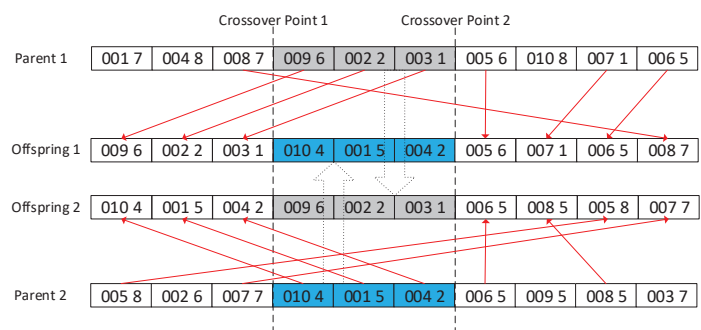 Crossover Point 1 Crossover Point 2
Parent 1 001 7 004 8 008 7 009 6 002 2 003 1 005 6 010 8 007 1 006 5
Offspring 1 009 6 002 2 003 1 010 4 001 5 004 2 005 6 007 1 006 5 008 7
Offspring 2 010 4 001 5 004 2 009 6 002 2 003 1 006 5 008 5 005 8 007 7
Parent 2 005 8 002 6 007 7 010 4 001 5 004 2 006 5 009 5 008 5 003 7